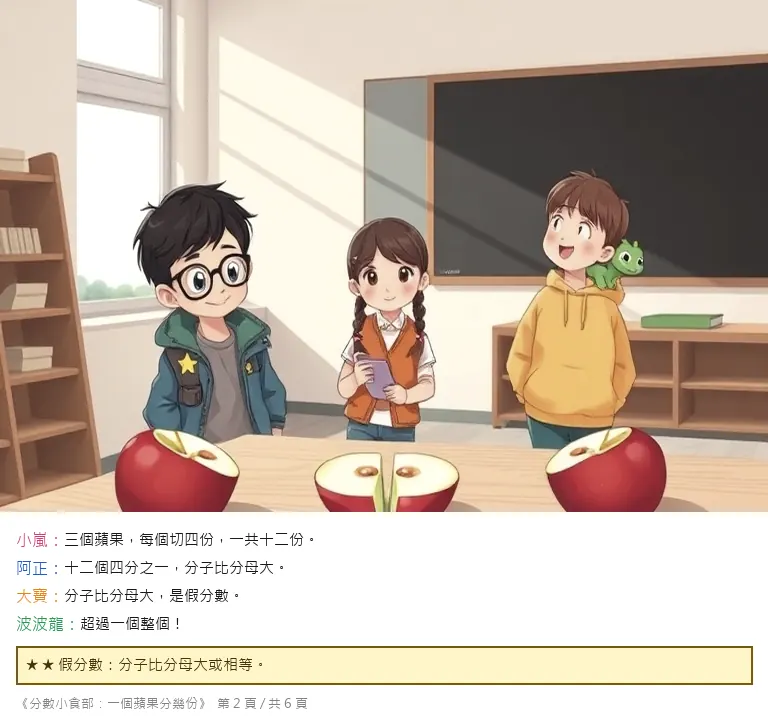 小嵐：三個蘋果，每個切四份，一共十二份。
阿正：十二個四分之一，分子比分母大。
大寶：分子比分母大，是假分數。
波波龍：超過一個整個！
★★假分數：分子比分母大或相等。
《分數小食部：一個蘋果分幾份》 第 2 頁 / 共 6 頁